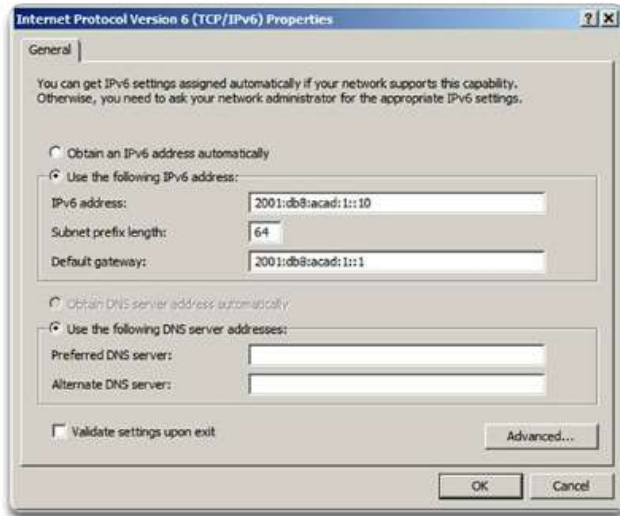 Internet Protocol Version 6 (TCP/IPv6) Properties
General
You can get IPv6 settings assigned automatically if your network supports this capability.
Otherwise, you need to ask your network administrator for the appropriate IPv6 settings.
Obtain an IPv6 address automatically
Use the following IPv6 address:
IPv6 address: 2001:db8:acad:1::10
Subnet prefix length: 64
Default gateway: 2001:db8:acad:1::1
Obtain DNS server address automatically
Use the following DNS server addresses:
Preferred DNS server:
Alternate DNS server:
Validate settings upon exit
Advanced...
OK Cancel